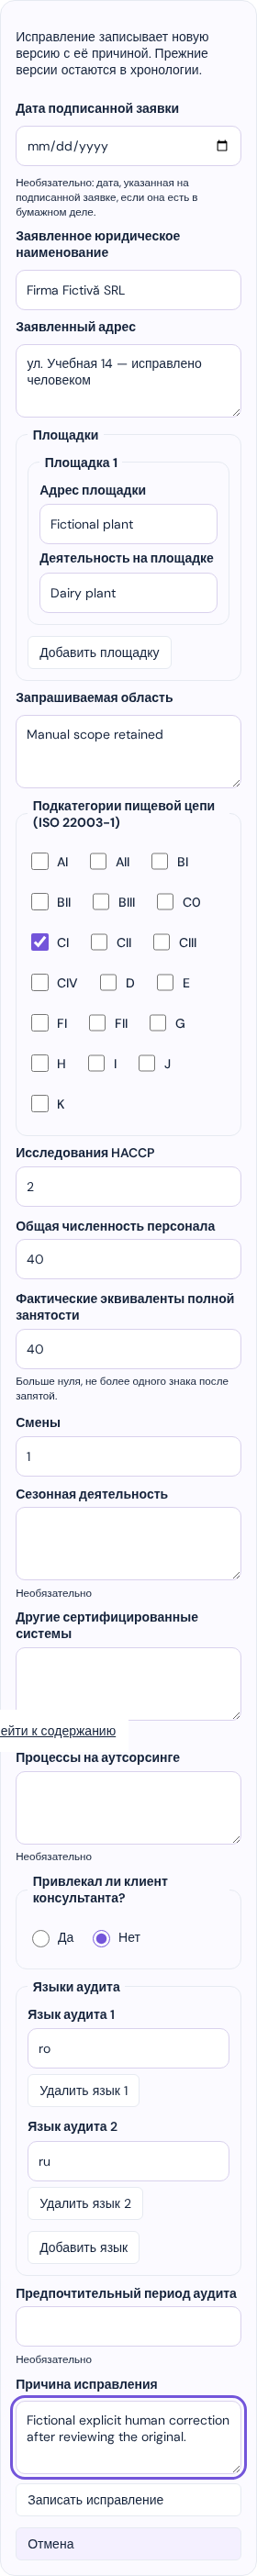 Исправление записывает новую
версию с её причиной. Прежние
версии остаются в хронологии.
Дата подписанной заявки
mm/dd/yyyy
Необязательно: дата, указанная на
подписанной заявке, если она есть в
бумажном деле.
Заявленное юридическое
наименование
Firma Fictivă SRL
Заявленный адрес
ул. Учебная 14 — исправлено
человеком
Площадки
Площадка 1
Адрес площадки
Fictional plant
Деятельность на площадке
Dairy plant
Добавить площадку
Запрашиваемая область
Manual scope retained
Подкатегории пищевой цепи
(ISO 22003-1)
AI AII BI
BII BIII C0
CI CII CIII
CIV D E
FI FII G
H I J
K
Исследования HACCP
2
Общая численность персонала
40
Фактические эквиваленты полной
занятости
40
Больше нуля, не более одного знака после
запятой.
Смены
1
Сезонная деятельность
Необязательно
Другие сертифицированные
системы
ейти к содержанию
Процессы на аутсорсинге
Необязательно
Привлекал ли клиент
консультанта?
Да Нет
Языки аудита
Язык аудита 1
ro
Удалить язык 1
Язык аудита 2
ru
Удалить язык 2
Добавить язык
Предпочтительный период аудита
Необязательно
Причина исправления
Fictional explicit human correction
after reviewing the original.
Записать исправление
Отмена